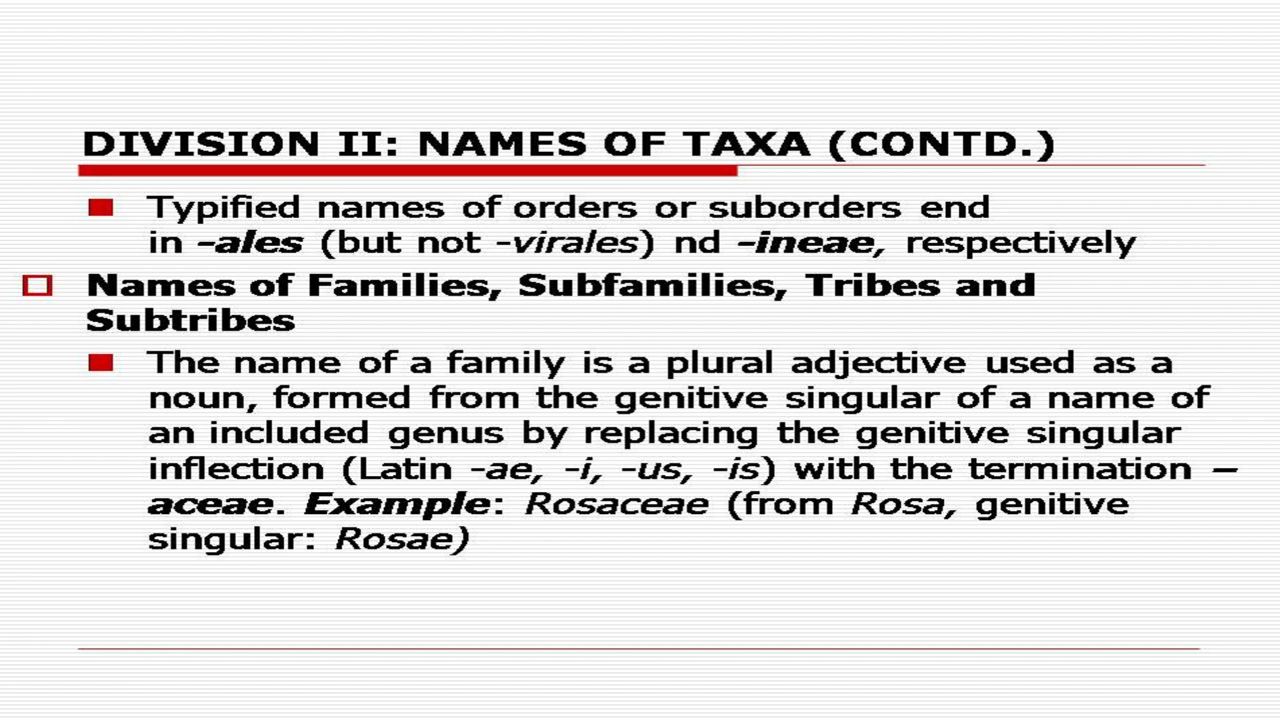 DIVISION II: NAMES OF TAXA (CONTD.)
Typified names of orders or suborders end
in –ales (but not -virales) nd –ineae, respectively
Names of Families, Subfamilies, Tribes and
Subtribes
The name of a family is a plural adjective used as a
noun, formed from the genitive singular of a name of
an included genus by replacing the genitive singular
inflection (Latin -ae, -i, -us, -is) with the termination –
aceae. Example: Rosaceae (from Rosa, genitive
singular: Rosae)